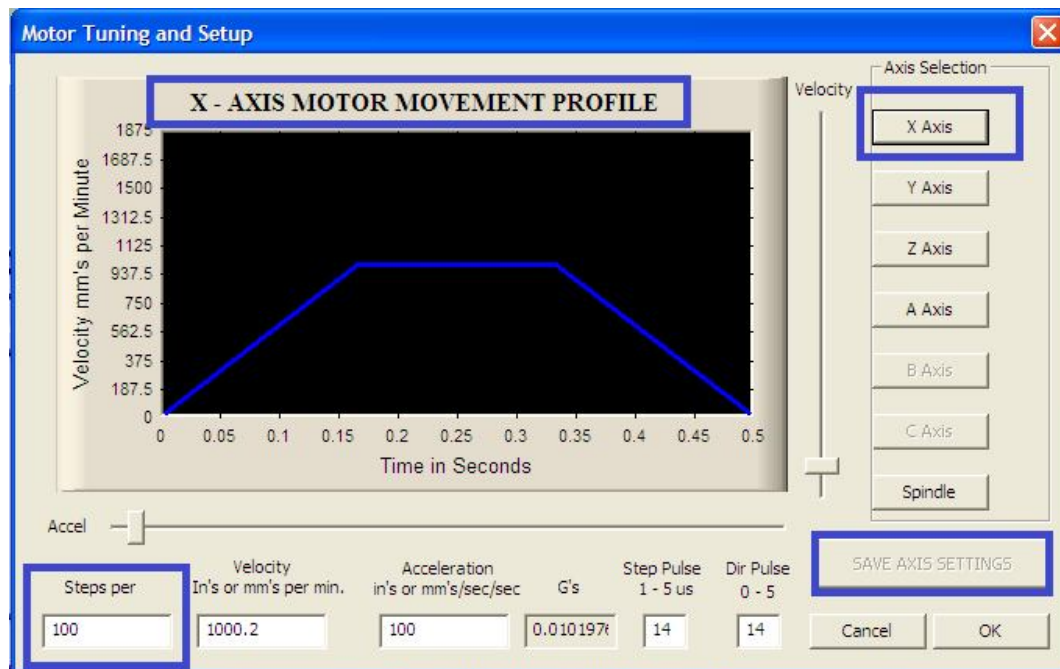 Motor Tuning and Setup
X - AXIS MOTOR MOVEMENT PROFILE
Velocity mm's per Minute
1875
1687.5
1500
1312.5
1125
937.5
750
562.5
375
187.5
0
0 0.05 0.1 0.15 0.2 0.25 0.3 0.35 0.4 0.45 0.5
Time in Seconds
Velocity
Axis Selection
X Axis
Y Axis
Z Axis
A Axis
B Axis
C Axis
Spindle
Accel
Steps per
100
Velocity
In's or mm's per min.
1000.2
Acceleration
in's or mm's/sec/sec
100
G's
0.0101976
Step Pulse
1 - 5 us
14
Dir Pulse
0 - 5
14
SAVE AXIS SETTINGS
Cancel OK